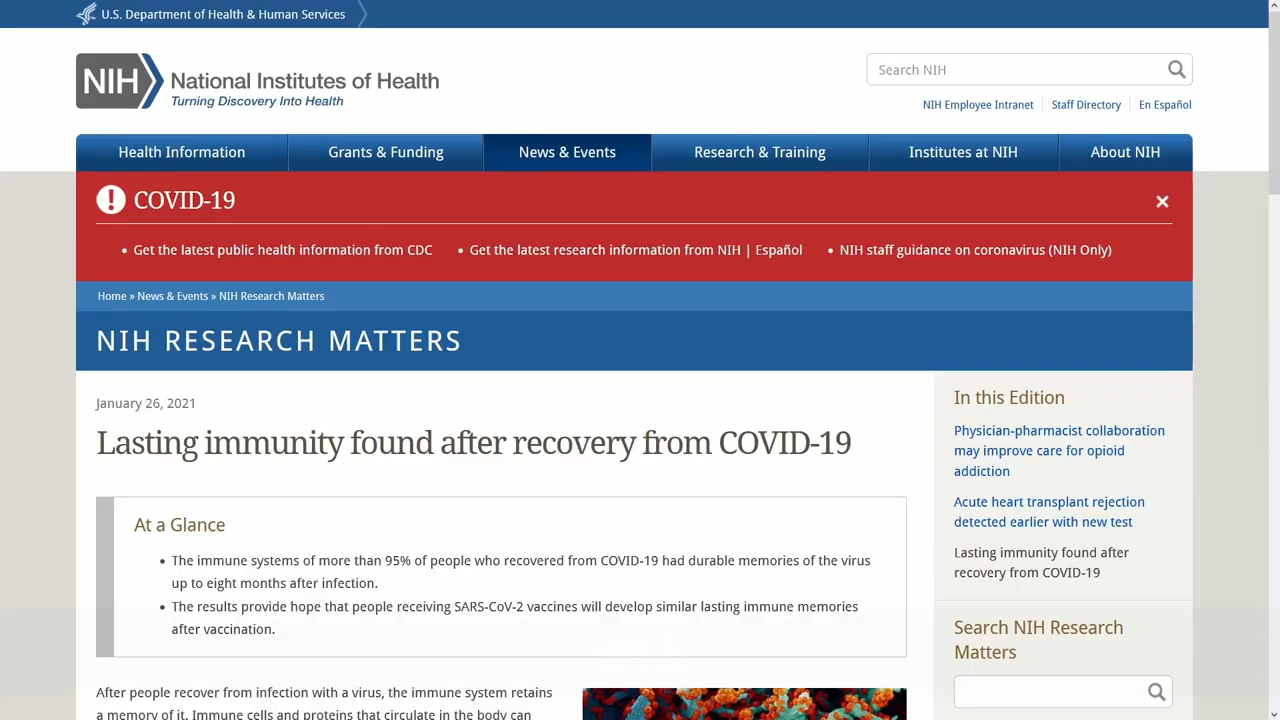 U.S. Department of Health & Human Services
NIH National Institutes of Health
Turning Discovery Into Health
Search NIH
NIH Employee Intranet Staff Directory En Español
Health Information Grants & Funding News & Events Research & Training Institutes at NIH About NIH
! COVID-19 ×
• Get the latest public health information from CDC • Get the latest research information from NIH | Español • NIH staff guidance on coronavirus (NIH Only)
Home » News & Events » NIH Research Matters
NIH RESEARCH MATTERS
January 26, 2021
Lasting immunity found after recovery from COVID-19
At a Glance
• The immune systems of more than 95% of people who recovered from COVID-19 had durable memories of the virus
up to eight months after infection.
• The results provide hope that people receiving SARS-CoV-2 vaccines will develop similar lasting immune memories
after vaccination.
After people recover from infection with a virus, the immune system retains
a memory of it. Immune cells and proteins that circulate in the body can
In this Edition
Physician-pharmacist collaboration
may improve care for opioid
addiction
Acute heart transplant rejection
detected earlier with new test
Lasting immunity found after
recovery from COVID-19
Search NIH Research
Matters